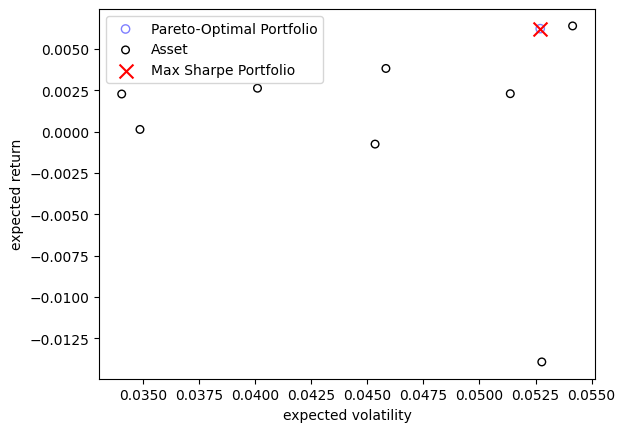 Pareto-Optimal Portfolio
Asset
Max Sharpe Portfolio
0.0050
0.0025
0.0000
−0.0025
−0.0050
−0.0075
−0.0100
−0.0125
expected return
0.0350 0.0375 0.0400 0.0425 0.0450 0.0475 0.0500 0.0525 0.0550
expected volatility